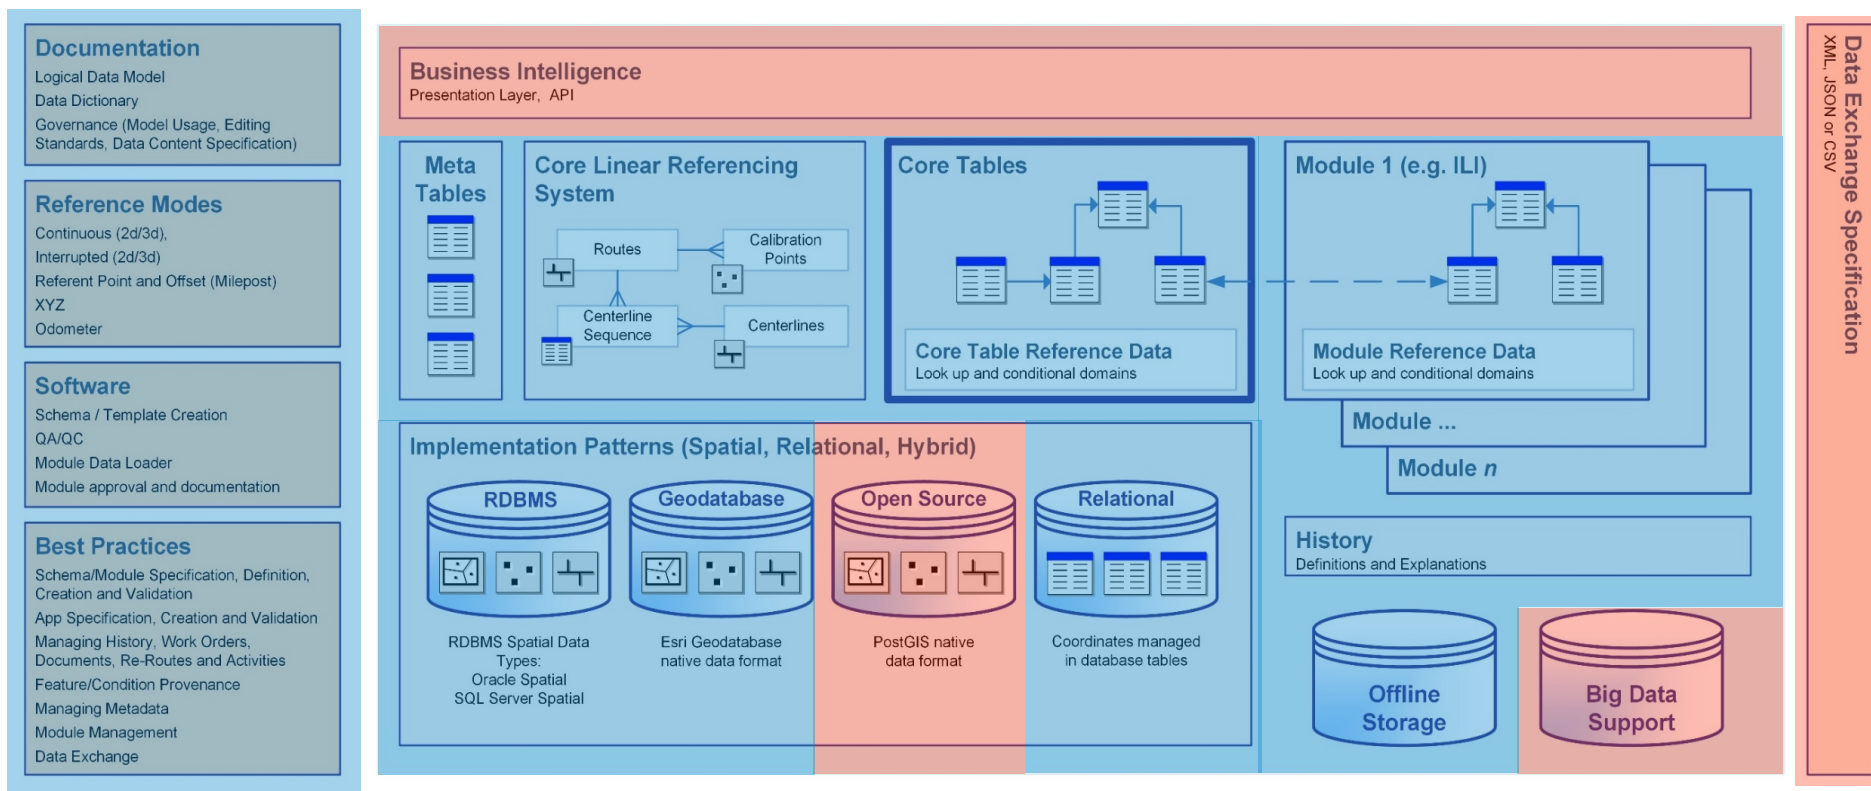 Documentation
Logical Data Model
Data Dictionary
Governance (Model Usage, Editing
Standards, Data Content Specification)
Reference Modes
Continuous (2d/3d),
Interrupted (2d/3d)
Referent Point and Offset (Milepost)
XYZ
Odometer
Software
Schema / Template Creation
QA/QC
Module Data Loader
Module approval and documentation
Best Practices
Schema/Module Specification, Definition,
Creation and Validation
App Specification, Creation and Validation
Managing History, Work Orders,
Documents, Re-Routes and Activities
Feature/Condition Provenance
Managing Metadata
Module Management
Data Exchange
Business Intelligence
Presentation Layer, API
Meta
Tables
Core Linear Referencing
System
Routes
Calibration
Points
Centerline
Sequence
Centerlines
Core Tables
Core Table Reference Data
Look up and conditional domains
Module 1 (e.g. ILI)
Module Reference Data
Look up and conditional domains
Module ...
Module n
Implementation Patterns (Spatial, Relational, Hybrid)
RDBMS
RDBMS Spatial Data
Types:
Oracle Spatial
SQL Server Spatial
Geodatabase
Esri Geodatabase
native data format
Open Source
PostGIS native
data format
Relational
Coordinates managed
in database tables
History
Definitions and Explanations
Offline
Storage
Big Data
Support
Data Exchange Specification
XML, JSON or CSV